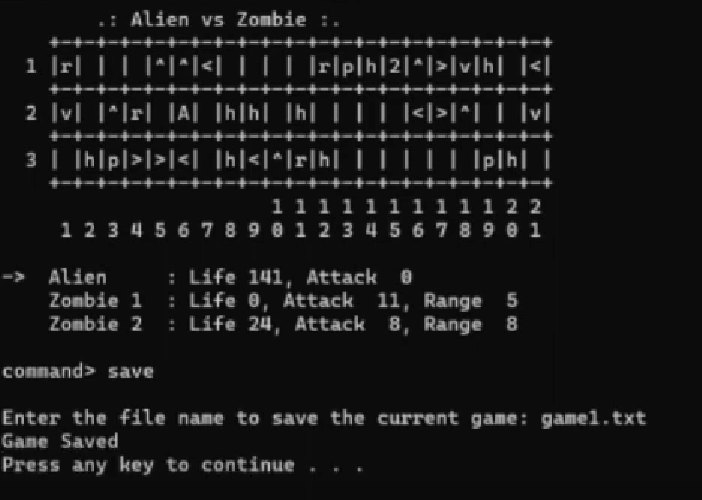 .: Alien vs Zombie :.
+-+-+-+-+-+-+-+-+-+-+-+-+-+-+-+-+-+-+-+-+-+
1 |r| | | |^|^|<| | | | |r|p|h|2|^|>|v|h| |<|
+-+-+-+-+-+-+-+-+-+-+-+-+-+-+-+-+-+-+-+-+-+
2 |v| |^|r| |A| |h|h| |h| | | | |<|>|^| | |v|
+-+-+-+-+-+-+-+-+-+-+-+-+-+-+-+-+-+-+-+-+-+
3 | |h|p|>|>|<| |h|<|^|r|h| | | | | | |p|h| |
+-+-+-+-+-+-+-+-+-+-+-+-+-+-+-+-+-+-+-+-+-+
1 1 1 1 1 1 1 1 1 1 2 2
1 2 3 4 5 6 7 8 9 0 1 2 3 4 5 6 7 8 9 0 1
->  Alien     : Life 141, Attack  0
Zombie 1  : Life 0, Attack  11, Range  5
Zombie 2  : Life 24, Attack  8, Range  8
command> save
Enter the file name to save the current game: game1.txt
Game Saved
Press any key to continue . . .